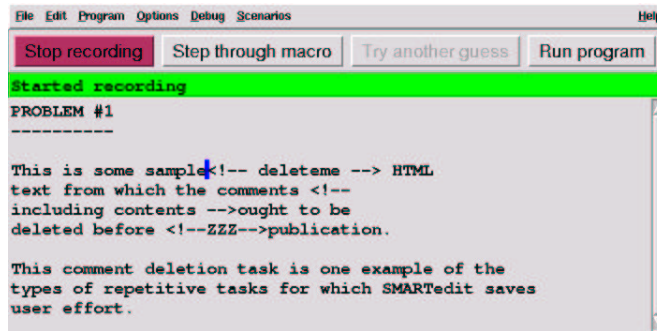 File Edit Program Options Debug Scenarios Help
Stop recording Step through macro Try another guess Run program
Started recording
PROBLEM #1
----------
This is some sample<!-- deleteme --> HTML
text from which the comments <!--
including contents -->ought to be
deleted before <!--ZZZ-->publication.
This comment deletion task is one example of the
types of repetitive tasks for which SMARTedit saves
user effort.